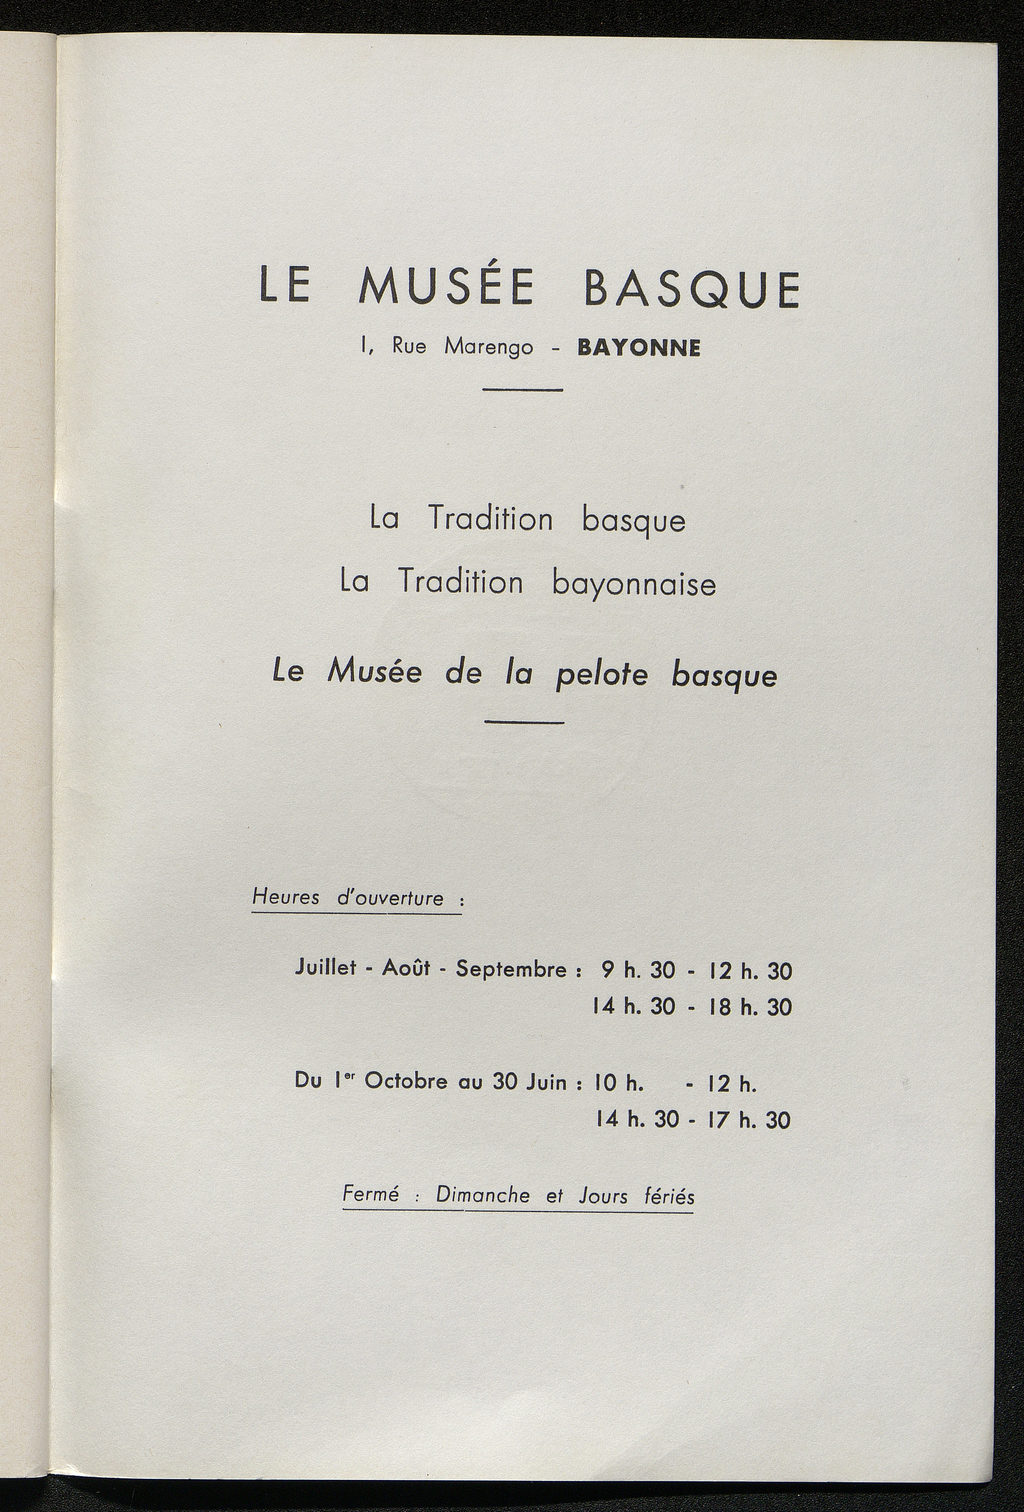 LE MUSÉE BASQUE
1, Rue Marengo - BAYONNE
La Tradition basque
La Tradition bayonnaise
Le Musée de la pelote basque
Heures d'ouverture :
Juillet - Août - Septembre : 9 h. 30 - 12 h. 30
14 h. 30 - 18 h. 30
Du 1er Octobre au 30 Juin : 10 h. - 12 h.
14 h. 30 - 17 h. 30
Fermé : Dimanche et Jours fériés